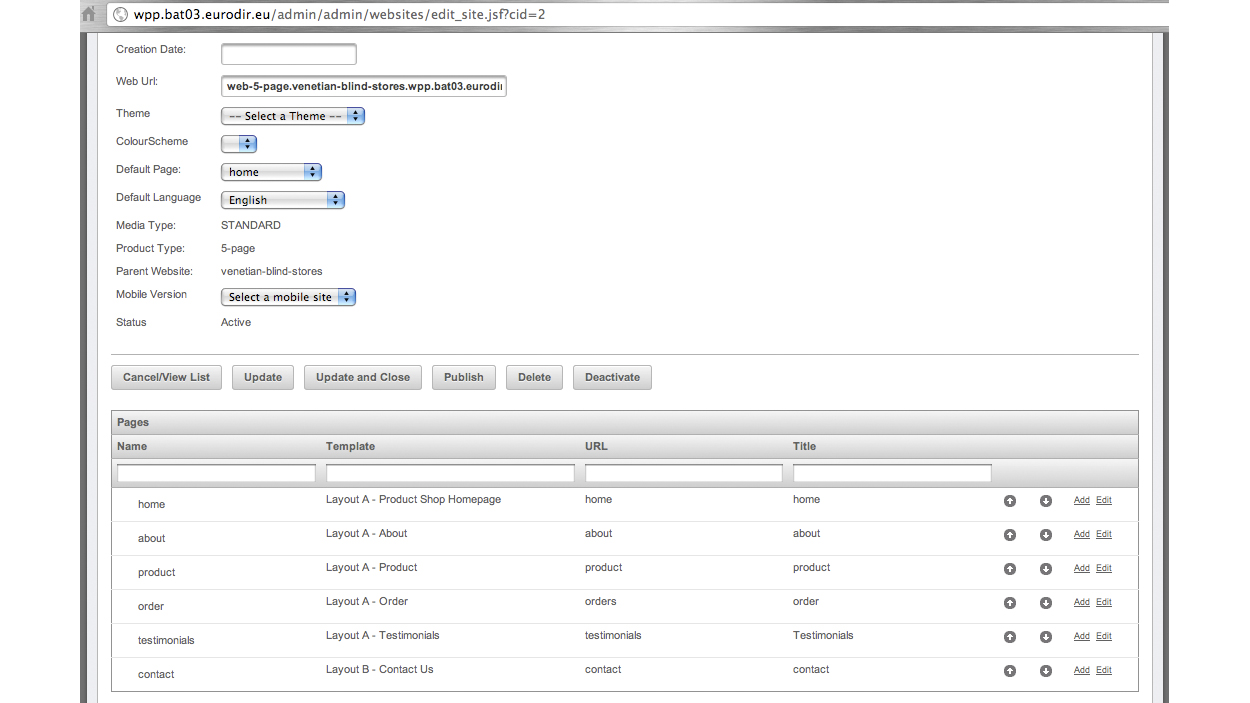 wpp.bat03.eurodir.eu/admin/admin/websites/edit_site.jsf?cid=2
Creation Date:
Web Url: web-5-page.venetian-blind-stores.wpp.bat03.eurodi
Theme -- Select a Theme --
ColourScheme
Default Page: home
Default Language English
Media Type: STANDARD
Product Type: 5-page
Parent Website: venetian-blind-stores
Mobile Version Select a mobile site
Status Active
Cancel/View List Update Update and Close Publish Delete Deactivate
Pages
Name Template URL Title
home Layout A - Product Shop Homepage home home Add Edit
about Layout A - About about about Add Edit
product Layout A - Product product product Add Edit
order Layout A - Order orders order Add Edit
testimonials Layout A - Testimonials testimonials Testimonials Add Edit
contact Layout B - Contact Us contact contact Add Edit